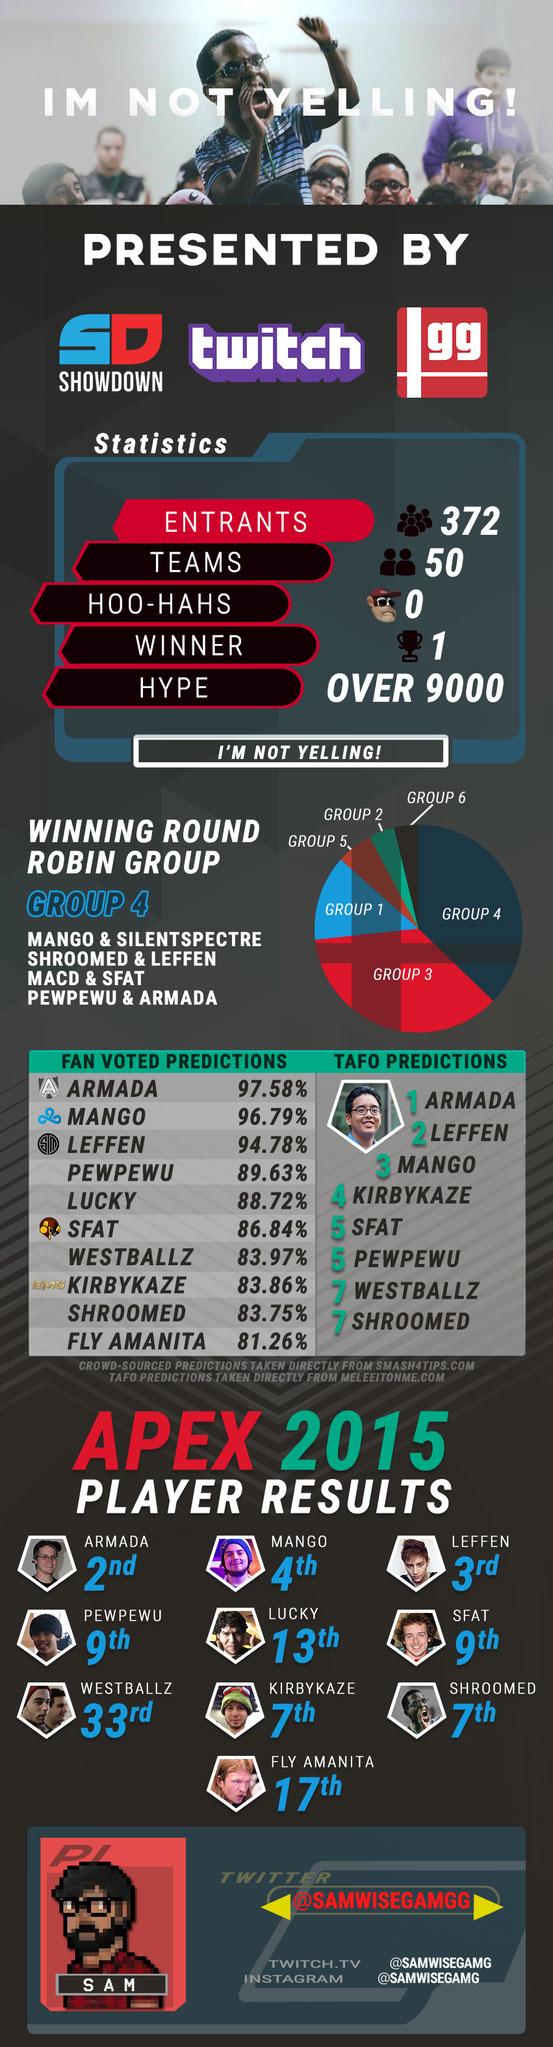 IM NOT YELLING!
PRESENTED BY
SD
SHOWDOWN
twitch
gg
Statistics
ENTRANTS 372
TEAMS 50
HOO-HAHS 0
WINNER 1
HYPE OVER 9000
I'M NOT YELLING!
WINNING ROUND
ROBIN GROUP
GROUP 4
MANGO & SILENTSPECTRE
SHROOMED & LEFFEN
MACD & SFAT
PEWPEWU & ARMADA
GROUP 6
GROUP 2
GROUP 5
GROUP 1
GROUP 4
GROUP 3
FAN VOTED PREDICTIONS
ARMADA 97.58%
MANGO 96.79%
LEFFEN 94.78%
PEWPEWU 89.63%
LUCKY 88.72%
SFAT 86.84%
WESTBALLZ 83.97%
BMS KIRBYKAZE 83.86%
SHROOMED 83.75%
FLY AMANITA 81.26%
TAFO PREDICTIONS
1 ARMADA
2 LEFFEN
3 MANGO
4 KIRBYKAZE
5 SFAT
5 PEWPEWU
7 WESTBALLZ
7 SHROOMED
CROWD-SOURCED PREDICTIONS TAKEN DIRECTLY FROM SMASH4TIPS.COM
TAFO PREDICTIONS TAKEN DIRECTLY FROM MELEEITONME.COM
APEX 2015
PLAYER RESULTS
ARMADA
2nd
MANGO
4th
LEFFEN
3rd
PEWPEWU
9th
LUCKY
13th
SFAT
9th
WESTBALLZ
33rd
KIRBYKAZE
7th
SHROOMED
7th
FLY AMANITA
17th
SAM
TWITTER
@SAMWISEGAMGG
TWITCH.TV @SAMWISEGAMG
INSTAGRAM @SAMWISEGAMG